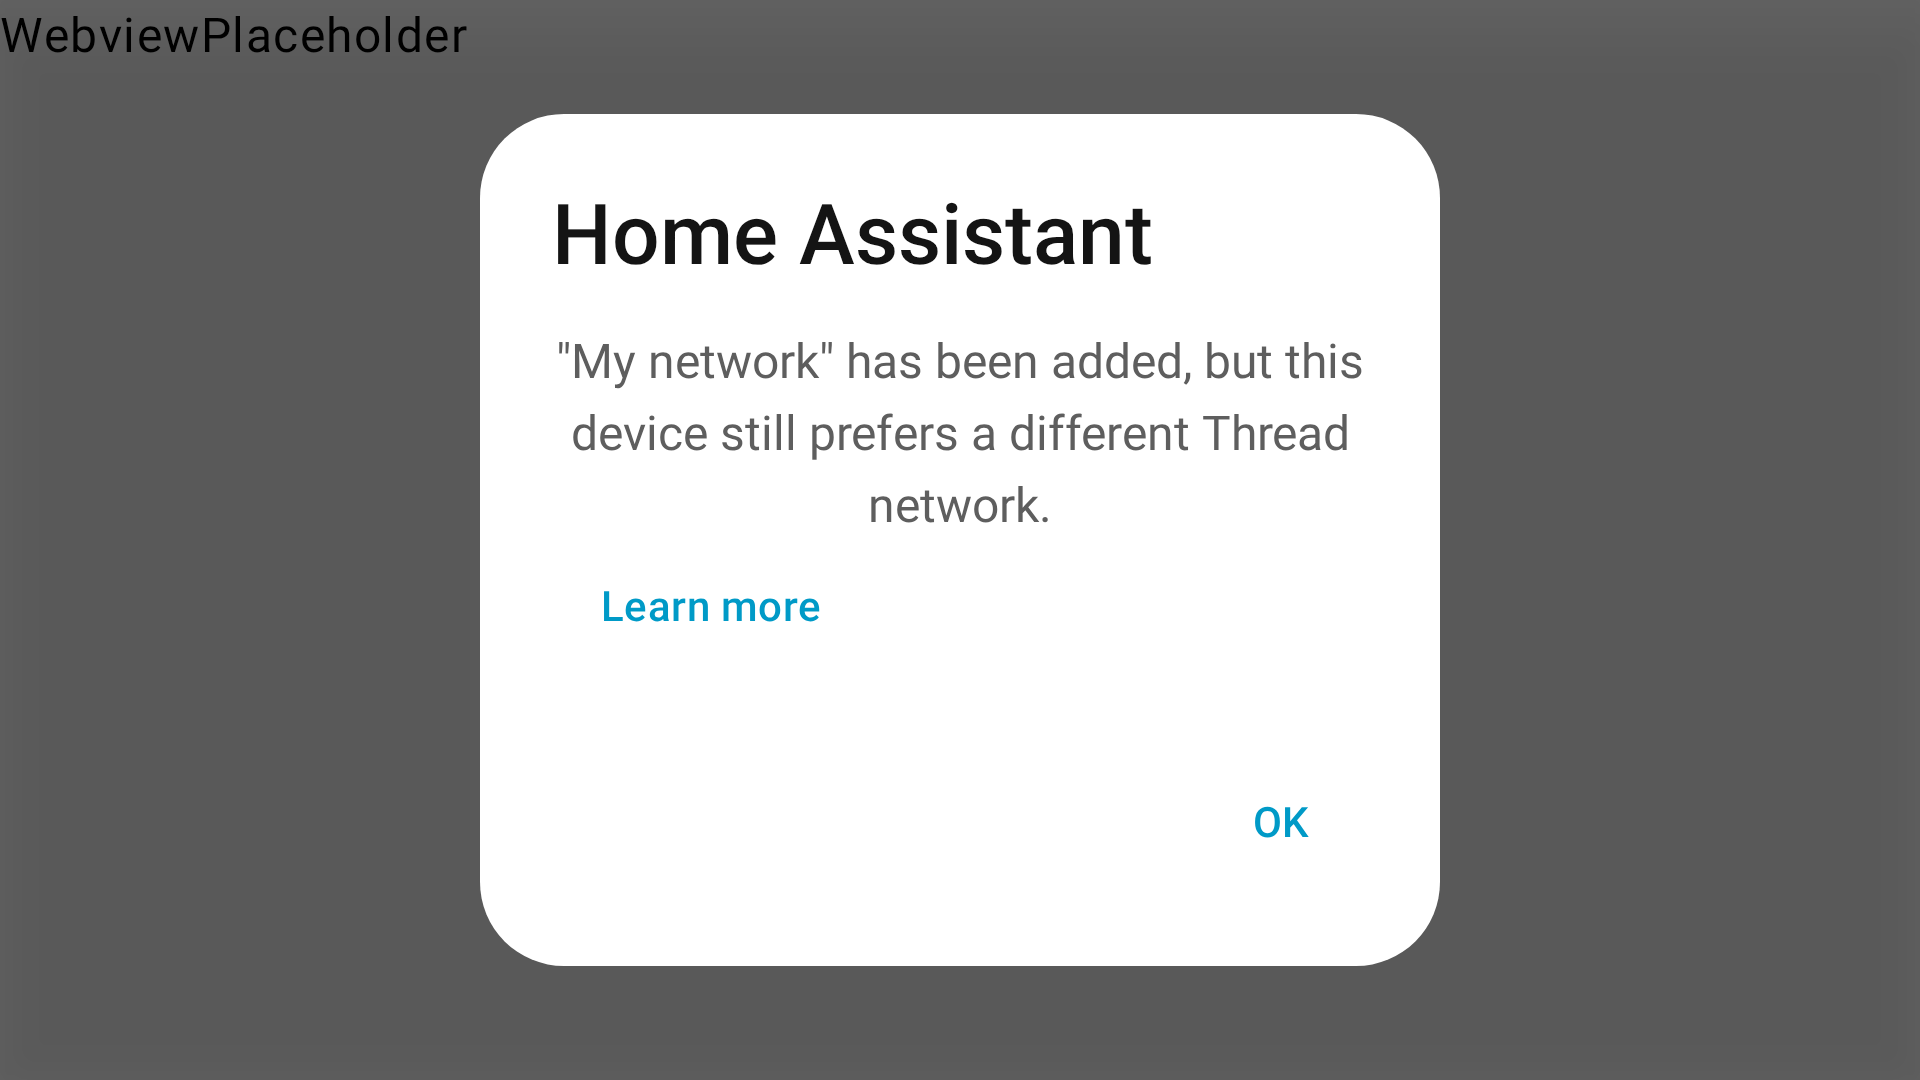 WebviewPlaceholder
Home Assistant
"My network" has been added, but this
device still prefers a different Thread
network.
Learn more
OK